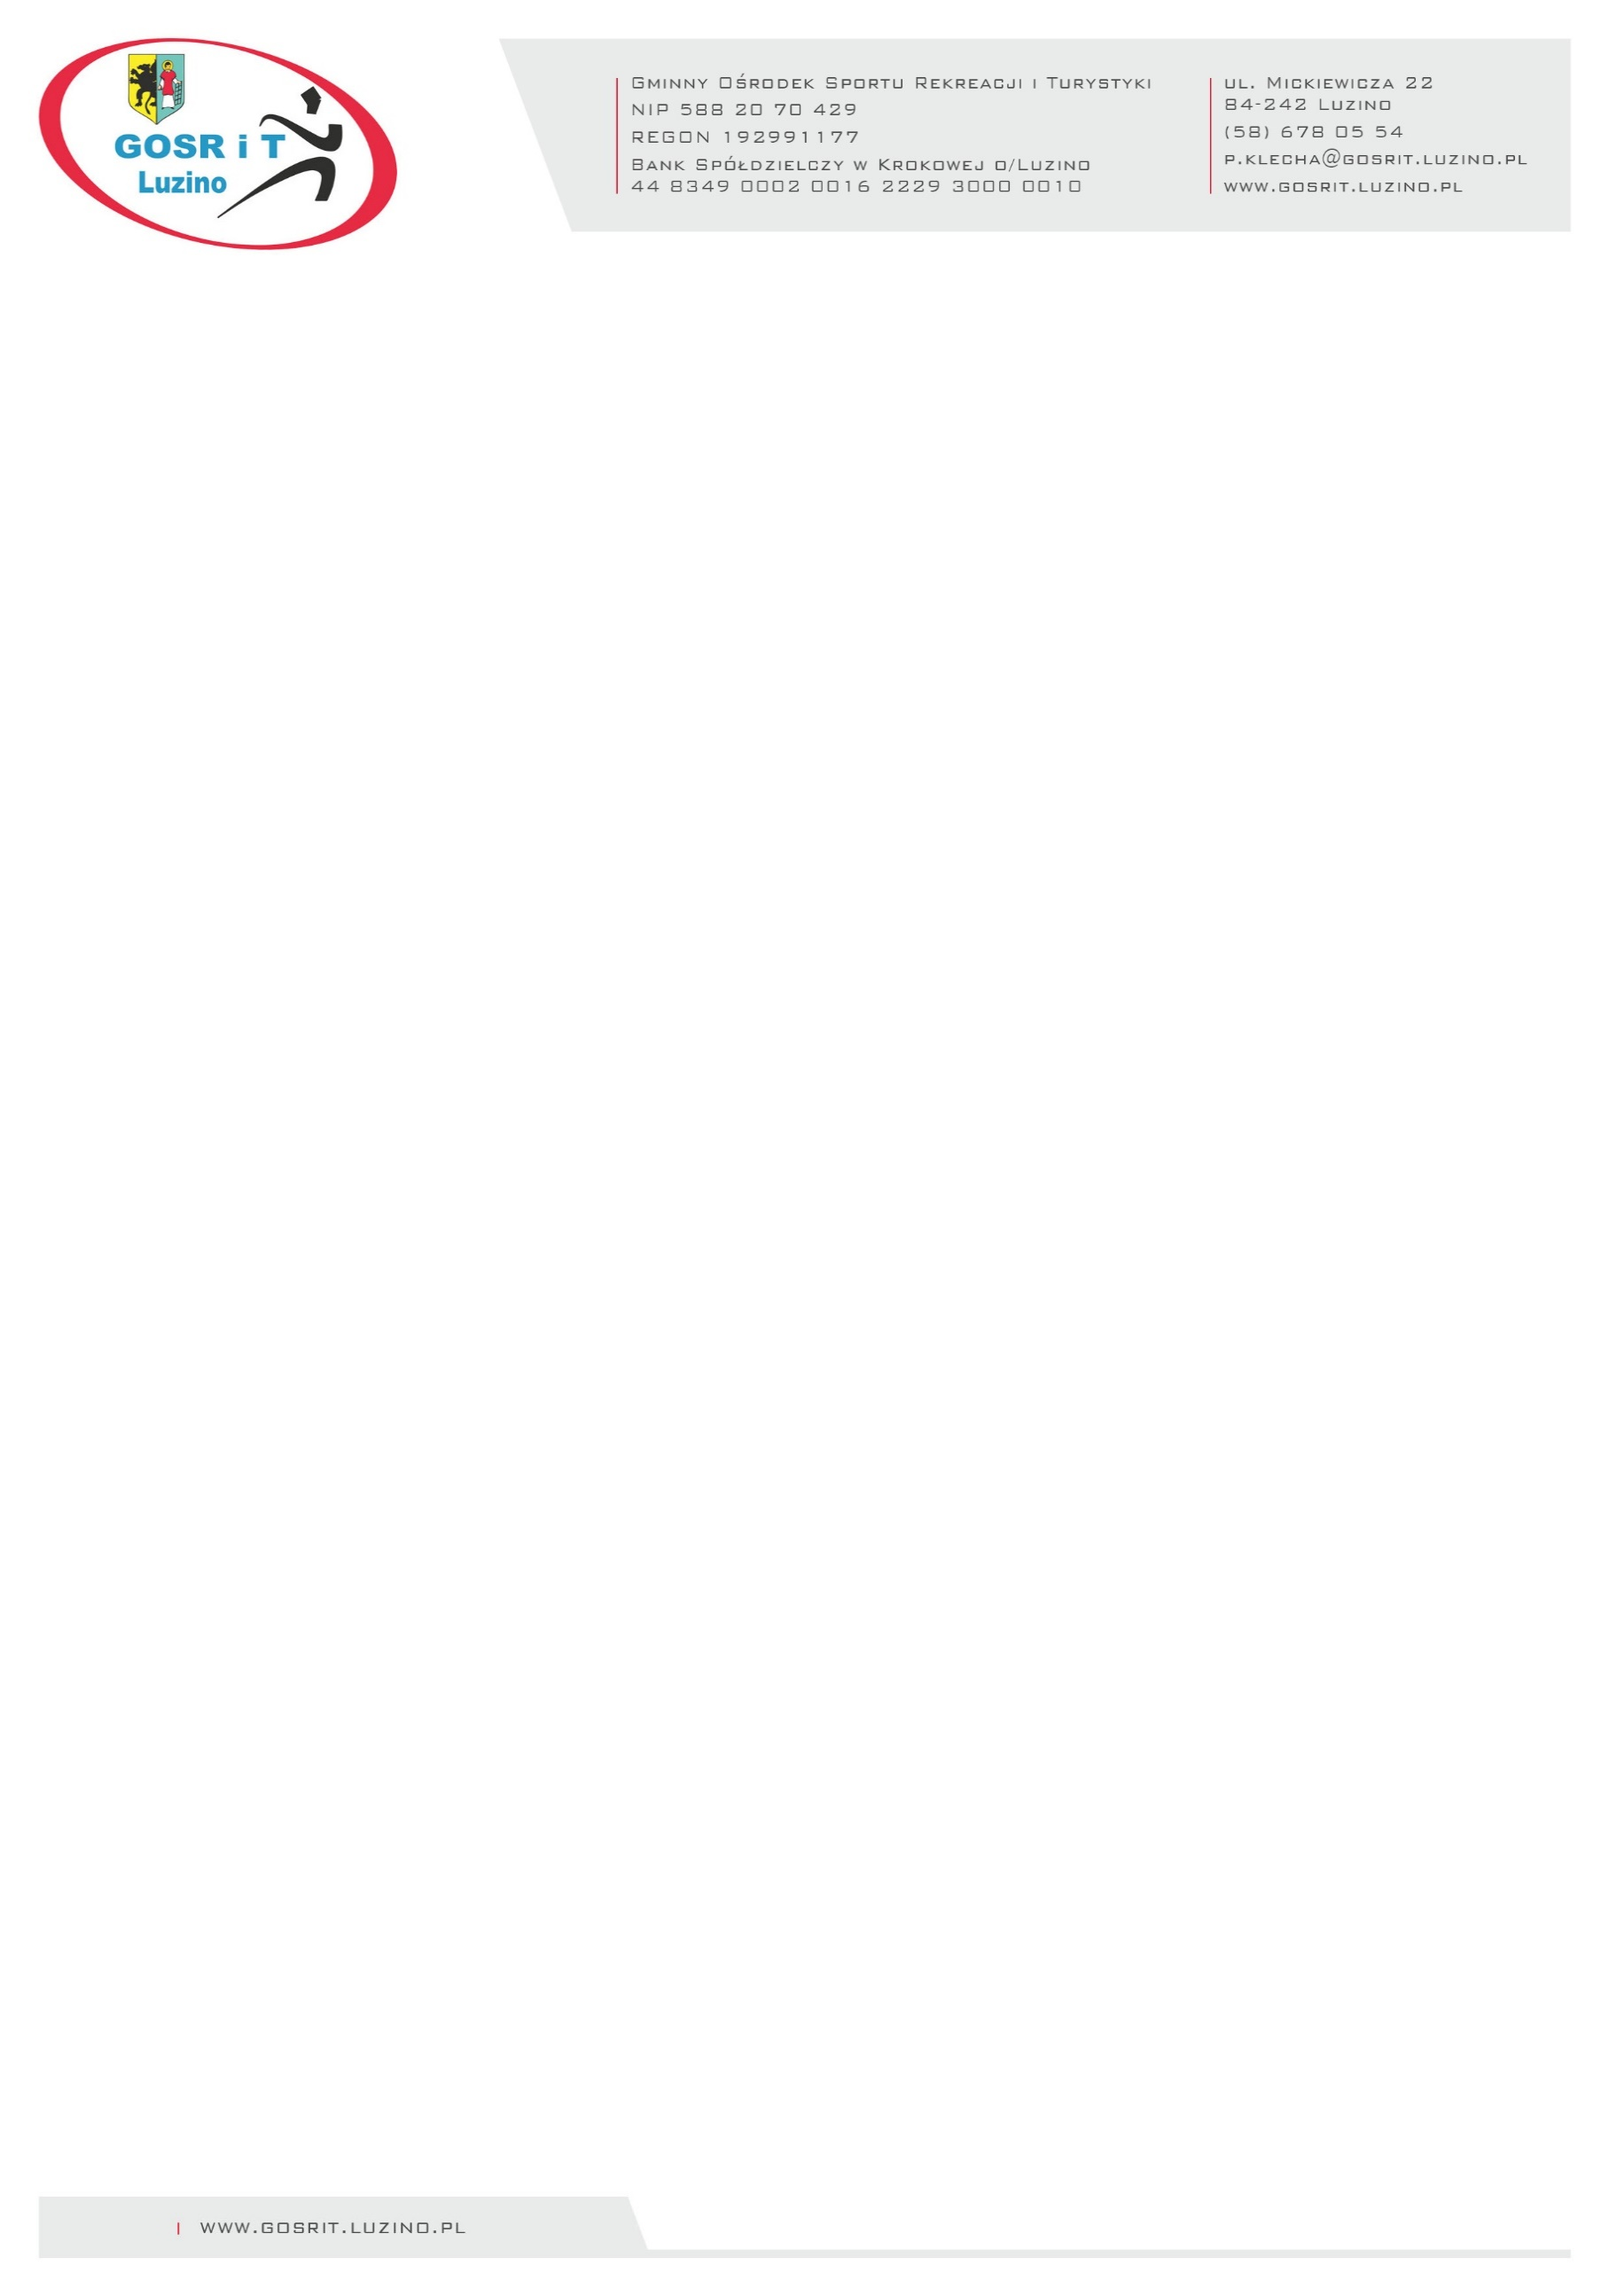 GOSR i T
Luzino
Gminny Ośrodek Sportu Rekreacji i Turystyki
NIP 588 20 70 429
REGON 192991177
Bank Spółdzielczy w Krokowej o/Luzino
44 8349 0002 0016 2229 3000 0010
ul. Mickiewicza 22
84-242 Luzino
(58) 678 05 54
p.klecha@gosrit.luzino.pl
www.gosrit.luzino.pl
www.gosrit.luzino.pl